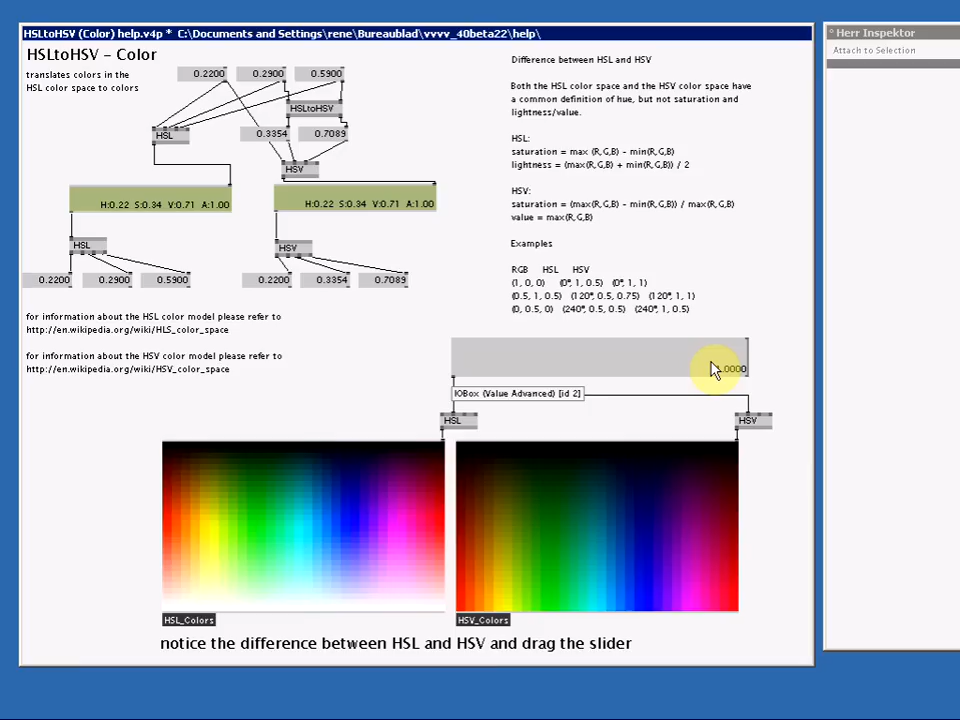 HSLtoHSV (Color) help.v4p * C:\Documents and Settings\rene\Bureaublad\vvvv_40beta22\help\
° Herr Inspektor
Attach to Selection
HSLtoHSV - Color
translates colors in the
HSL color space to colors
0.2200
0.2900
0.5900
HSLtoHSV
HSL
0.3354
0.7089
HSV
H:0.22 S:0.34 V:0.71 A:1.00
H:0.22 S:0.34 V:0.71 A:1.00
HSL
HSV
0.2200
0.2900
0.5900
0.2200
0.3354
0.7089
for information about the HSL color model please refer to
http://en.wikipedia.org/wiki/HLS_color_space
for information about the HSV color model please refer to
http://en.wikipedia.org/wiki/HSV_color_space
Difference between HSL and HSV
Both the HSL color space and the HSV color space have
a common definition of hue, but not saturation and
lightness/value.
HSL:
saturation = max (R,G,B) - min(R,G,B)
lightness = (max(R,G,B) + min(R,G,B)) / 2
HSV:
saturation = (max(R,G,B) - min(R,G,B)) / max(R,G,B)
value = max(R,G,B)
Examples
RGB HSL HSV
(1, 0, 0) (0°, 1, 0.5) (0°, 1, 1)
(0.5, 1, 0.5) (120°, 0.5, 0.75) (120°, 1, 1)
(0, 0.5, 0) (240°, 0.5, 0.5) (240°, 1, 0.5)
.0000
IOBox (Value Advanced) [id 2]
HSL
HSV
HSL_Colors
HSV_Colors
notice the difference between HSL and HSV and drag the slider